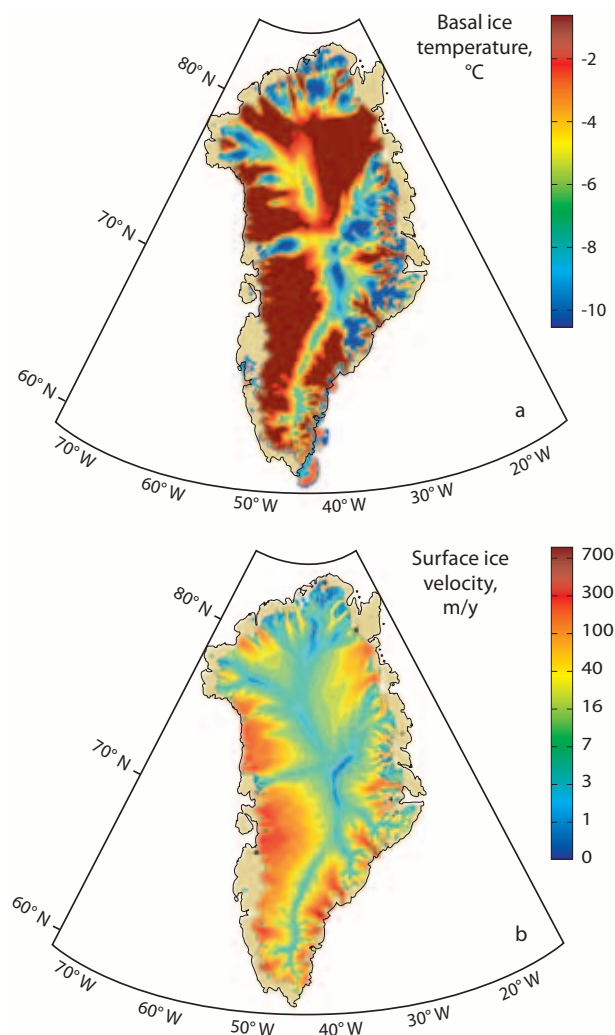 Basal ice
temperature,
°C
-2
-4
-6
-8
-10
80° N
70° N
60° N
70° W
60° W
50° W
40° W
30° W
20° W
a
Surface ice
velocity,
m/y
700
300
100
40
16
7
3
1
0
80° N
70° N
60° N
70° W
60° W
50° W
40° W
30° W
20° W
b